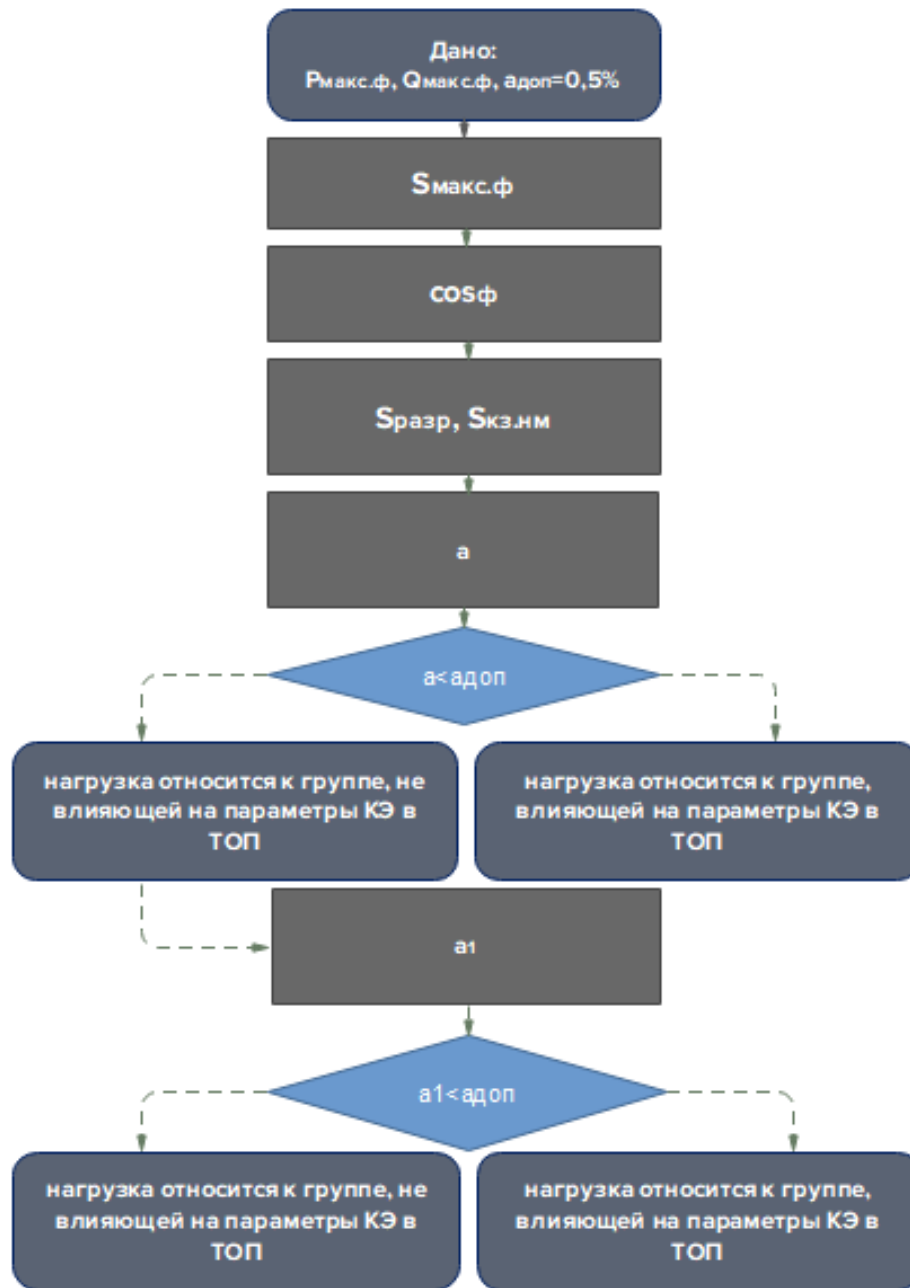 Дано:
Pмакс.ф, Qмакс.ф, aдоп=0,5%
Sмакс.ф
cosф
Sразр, Sкз.нм
a
a<aдоп
нагрузка относится к группе, не
влияющей на параметры КЭ в
ТОП
нагрузка относится к группе,
влияющей на параметры КЭ в
ТОП
a1
a1<aдоп
нагрузка относится к группе, не
влияющей на параметры КЭ в
ТОП
нагрузка относится к группе,
влияющей на параметры КЭ в
ТОП